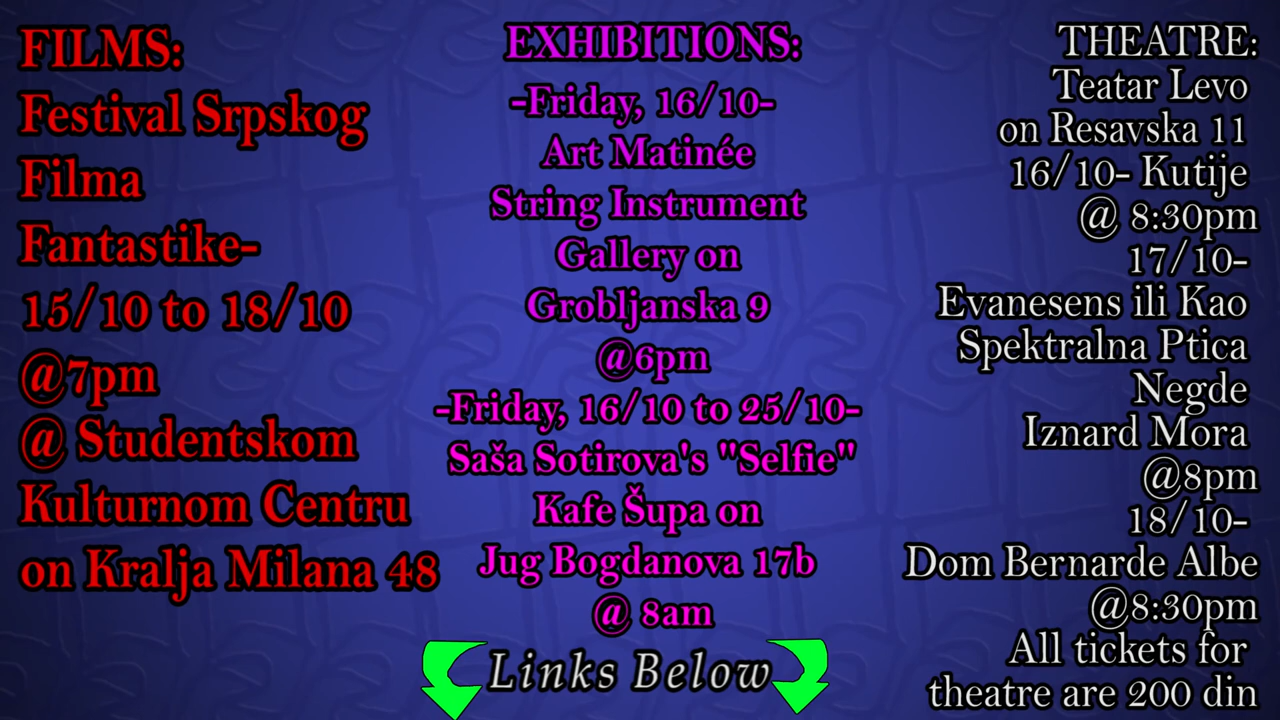 FILMS:
Festival Srpskog
Filma
Fantastike-
15/10 to 18/10
@7pm
@ Studentskom
Kulturnom Centru
on Kralja Milana 48
EXHIBITIONS:
-Friday, 16/10-
Art Matinée
String Instrument
Gallery on
Grobljanska 9
@6pm
-Friday, 16/10 to 25/10-
Saša Sotirova's "Selfie"
Kafe Šupa on
Jug Bogdanova 17b
@ 8am
THEATRE:
Teatar Levo
on Resavska 11
16/10- Kutije
@ 8:30pm
17/10-
Evanesens ili Kao
Spektralna Ptica
Negde
Iznard Mora
@8pm
18/10-
Dom Bernarde Albe
@8:30pm
All tickets for
theatre are 200 din
Links Below